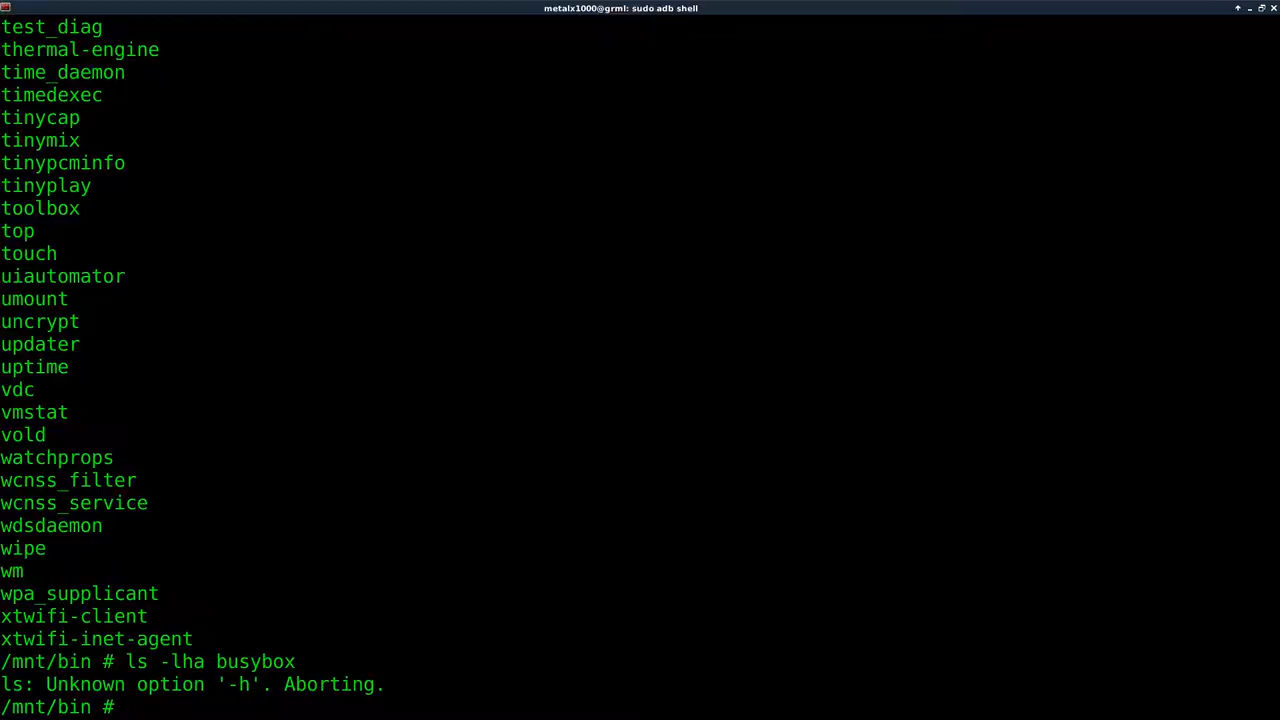 metalx1000@grml: sudo adb shell
test_diag
thermal-engine
time_daemon
timedexec
tinycap
tinymix
tinypcminfo
tinyplay
toolbox
top
touch
uiautomator
umount
uncrypt
updater
uptime
vdc
vmstat
vold
watchprops
wcnss_filter
wcnss_service
wdsdaemon
wipe
wm
wpa_supplicant
xtwifi-client
xtwifi-inet-agent
/mnt/bin # ls -lha busybox
ls: Unknown option '-h'. Aborting.
/mnt/bin #